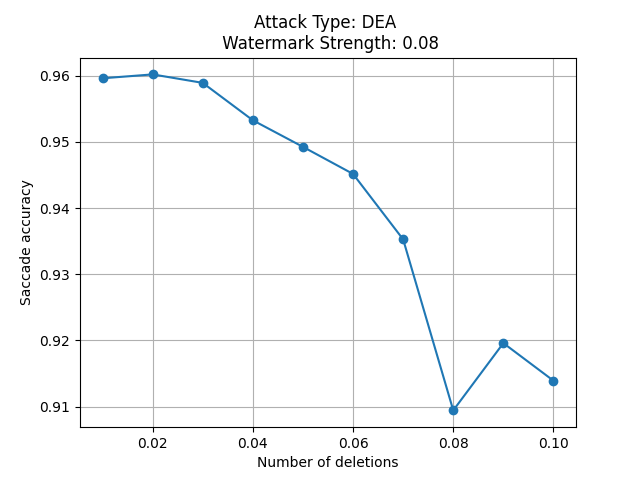 Attack Type: DEA
Watermark Strength: 0.08
0.96
0.95
0.94
0.93
0.92
0.91
Saccade accuracy
0.02 0.04 0.06 0.08 0.10
Number of deletions